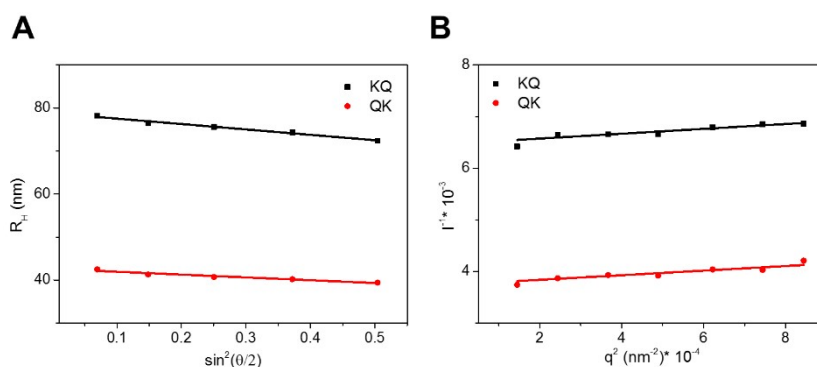 A
KQ
QK
80
60
40
R_H (nm)
0.1 0.2 0.3 0.4 0.5
sin²(θ/2)
B
8
KQ
QK
6
4
I⁻¹* 10⁻³
2 4 6 8
q² (nm⁻²)* 10⁻⁴